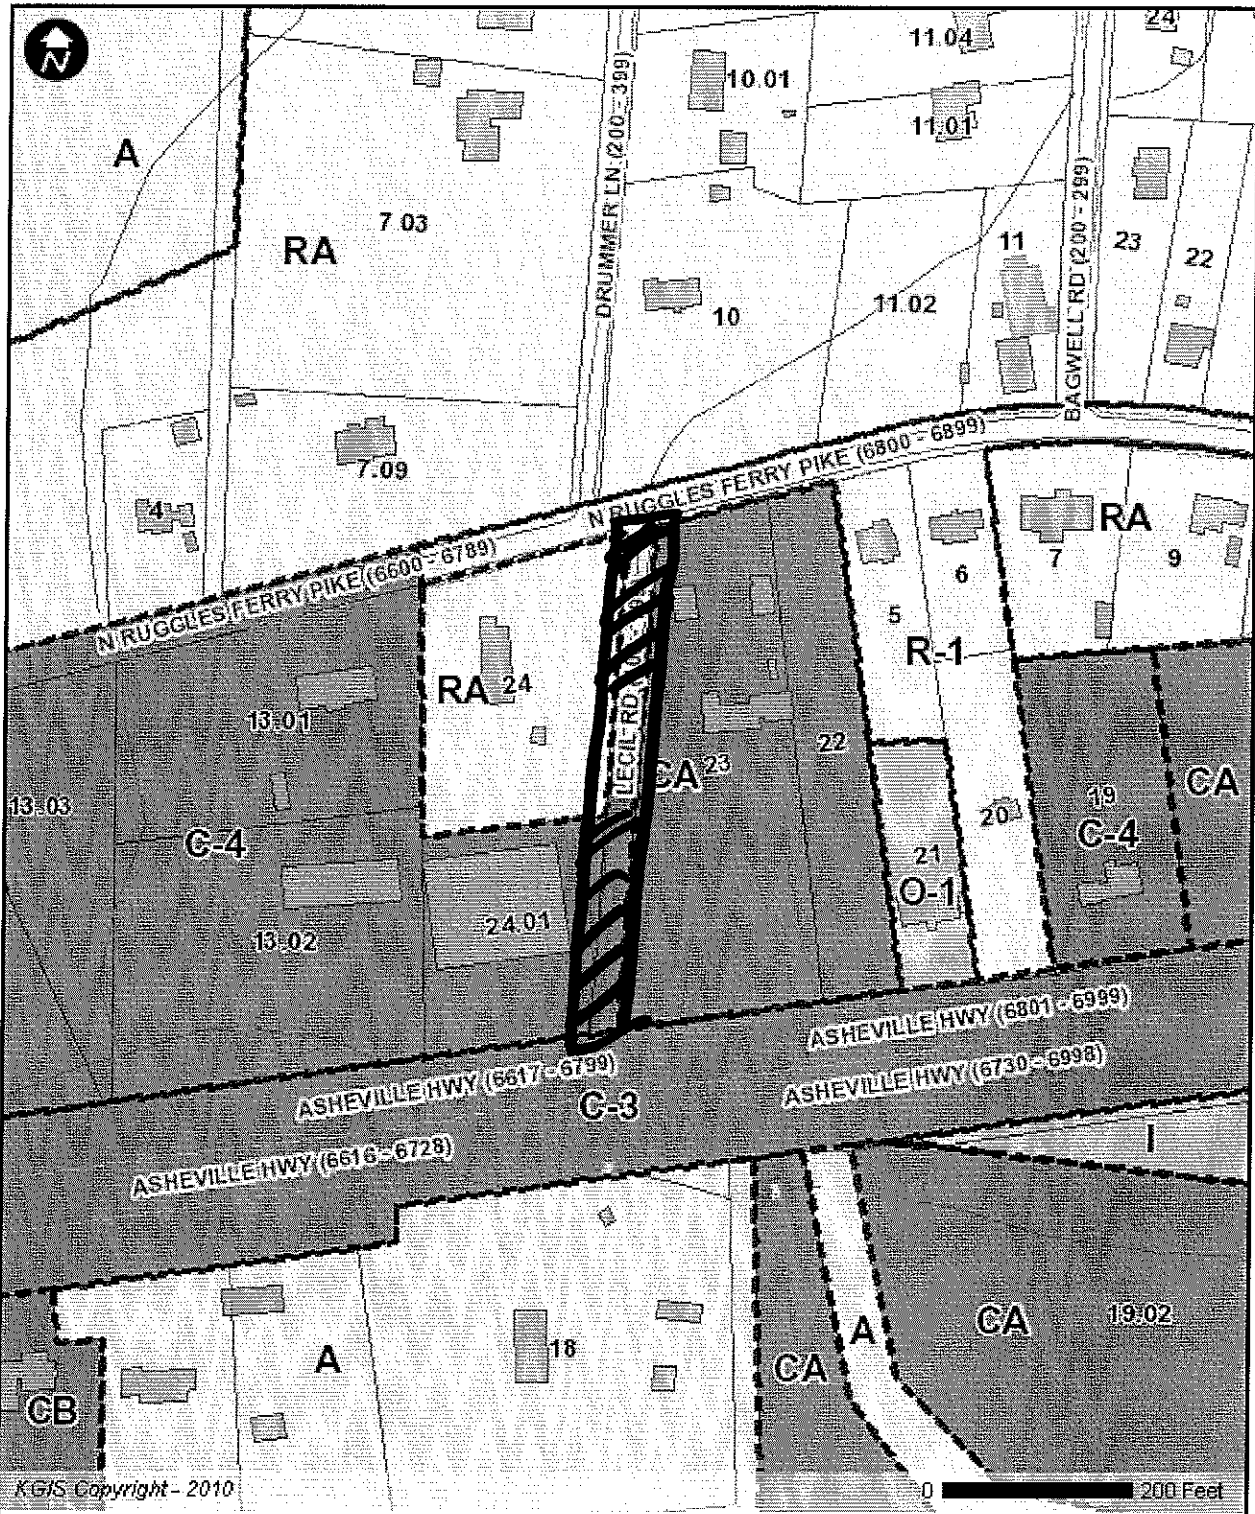 N
24
11.04
10.01
11.01
A
DRUMMER LN (200 - 399)
BAGWELL RD (200 - 299)
7 03
RA
11
23
22
11.02
10
7.09
4
N RUGGLES FERRY PIKE (6800 - 6899)
N RUGGLES FERRY PIKE (6600 - 6789)
RA
7
9
6
5
R-1
RA 24
LECIL RD
13.01
22
CA 23
CA
13.03
19
C-4
20
C-4
21
O-1
24.01
13.02
ASHEVILLE HWY (6801 - 6999)
ASHEVILLE HWY (6617 - 6799)
ASHEVILLE HWY (6730 - 6998)
C-3
I
ASHEVILLE HWY (6616 - 6728)
A
18
A
CA
19.02
CA
CB
KGIS Copyright - 2010
0 200 Feet